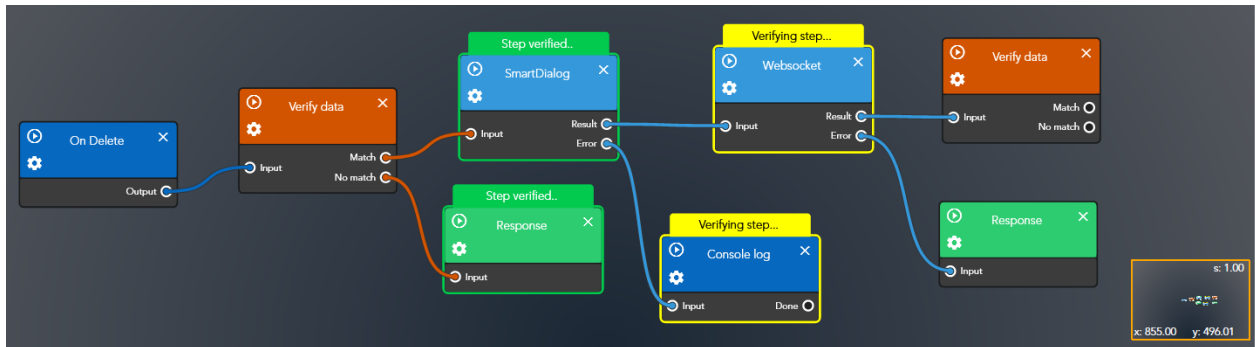 On Delete
Output
Verify data
Input
Match
No match
Step verified..
SmartDialog
Input
Result
Error
Step verified..
Response
Input
Verifying step...
Websocket
Input
Result
Error
Verifying step...
Console log
Input
Done
Verify data
Input
Match
No match
Response
Input
s: 1.00
x: 855.00 y: 496.01